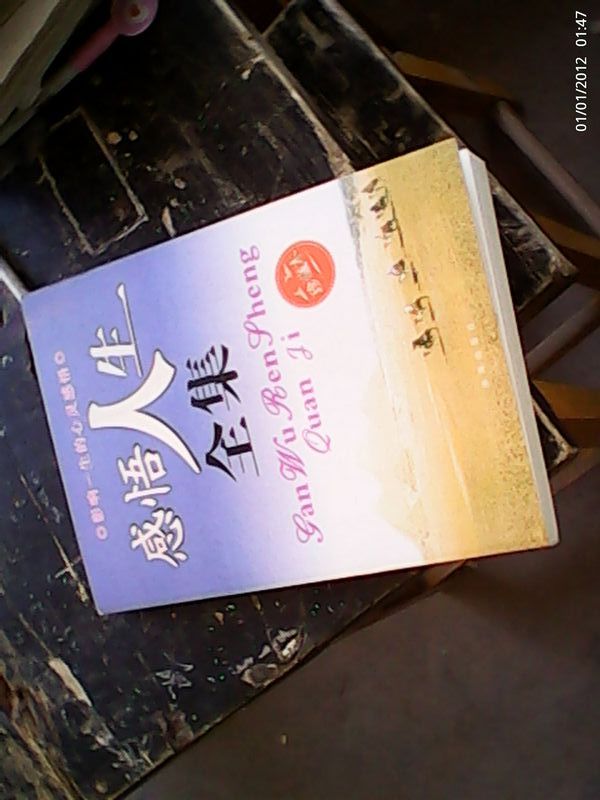 影响一生的心灵感悟
感悟人生
全集
Gan Wu Ren Sheng
Quan Ji
01/01/2012 01:47